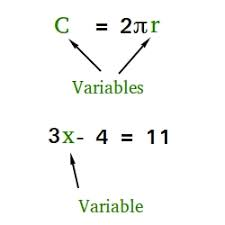 C = 2πr
Variables
3x- 4 = 11
Variable